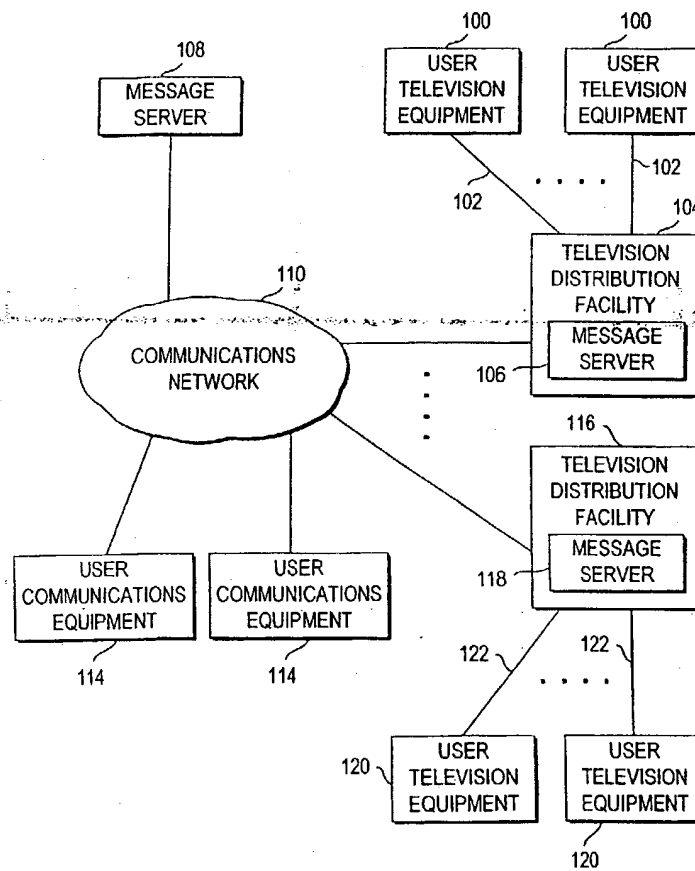 108
MESSAGE
SERVER
100
USER
TELEVISION
EQUIPMENT
100
USER
TELEVISION
EQUIPMENT
102
102
104
TELEVISION
DISTRIBUTION
FACILITY
MESSAGE
SERVER
106
110
COMMUNICATIONS
NETWORK
116
TELEVISION
DISTRIBUTION
FACILITY
MESSAGE
SERVER
118
USER
COMMUNICATIONS
EQUIPMENT
114
USER
COMMUNICATIONS
EQUIPMENT
114
122
122
120
USER
TELEVISION
EQUIPMENT
USER
TELEVISION
EQUIPMENT
120